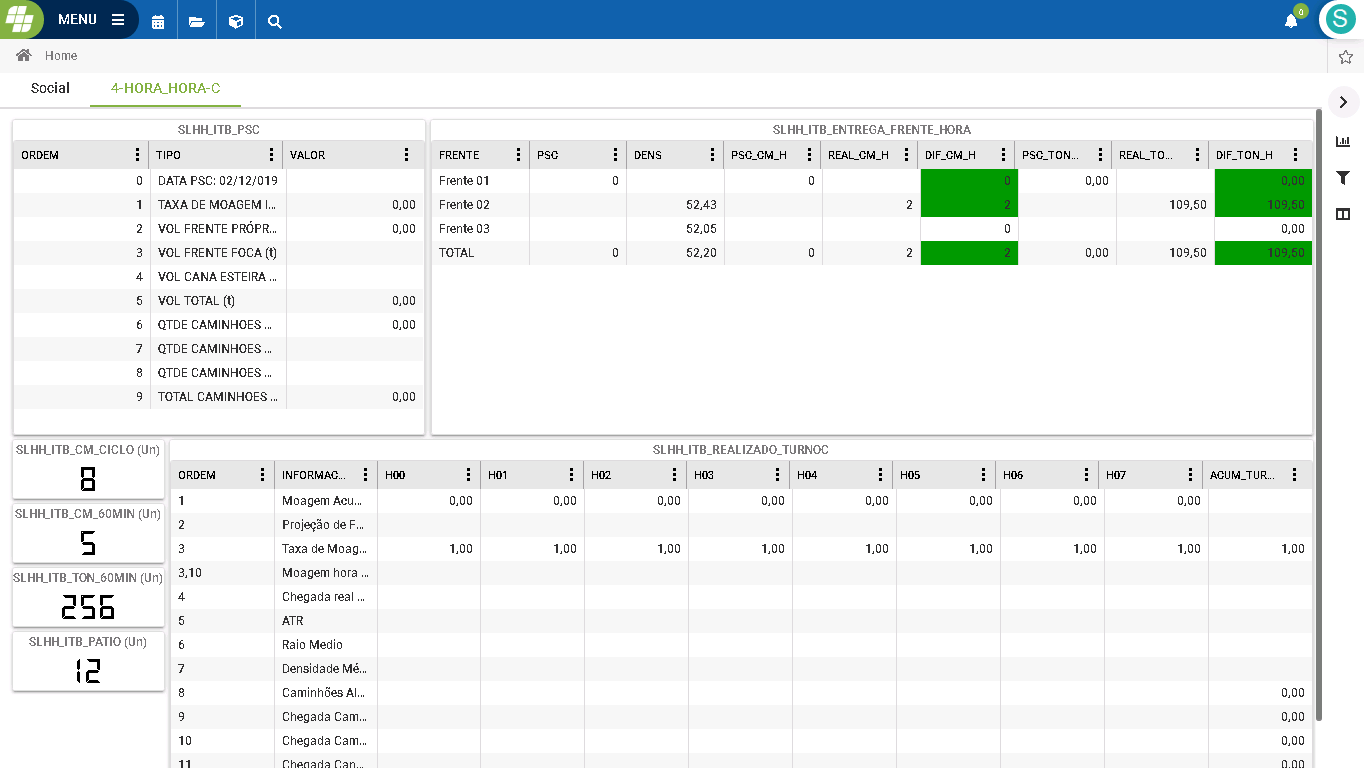 MENU
0
S
Home
Social 4-HORA_HORA-C
SLHH_ITB_PSC
ORDEM TIPO VALOR
0 DATA PSC: 02/12/019
1 TAXA DE MOAGEM I... 0,00
2 VOL FRENTE PRÓPR... 0,00
3 VOL FRENTE FOCA (t)
4 VOL CANA ESTEIRA ...
5 VOL TOTAL (t) 0,00
6 QTDE CAMINHOES ... 0,00
7 QTDE CAMINHOES ...
8 QTDE CAMINHOES ...
9 TOTAL CAMINHOES ... 0,00
SLHH_ITB_ENTREGA_FRENTE_HORA
FRENTE PSC DENS PSC_CM_H REAL_CM_H DIF_CM_H PSC_TON... REAL_TO... DIF_TON_H
Frente 01 0 0 0 0,00 0,00
Frente 02 52,43 2 2 109,50 109,50
Frente 03 52,05 0 0,00
TOTAL 0 52,20 0 2 2 0,00 109,50 109,50
SLHH_ITB_CM_CICLO (Un)
8
SLHH_ITB_CM_60MIN (Un)
5
SLHH_ITB_TON_60MIN (Un)
256
SLHH_ITB_PATIO (Un)
12
SLHH_ITB_REALIZADO_TURNOC
ORDEM INFORMAC... H00 H01 H02 H03 H04 H05 H06 H07 ACUM_TUR...
1 Moagem Acu... 0,00 0,00 0,00 0,00 0,00 0,00 0,00 0,00
2 Projeção de F...
3 Taxa de Moag... 1,00 1,00 1,00 1,00 1,00 1,00 1,00 1,00 1,00
3,10 Moagem hora ...
4 Chegada real ...
5 ATR
6 Raio Medio
7 Densidade Mé...
8 Caminhões Al... 0,00
9 Chegada Cam... 0,00
10 Chegada Cam... 0,00
11 Chegada Can... 0,00